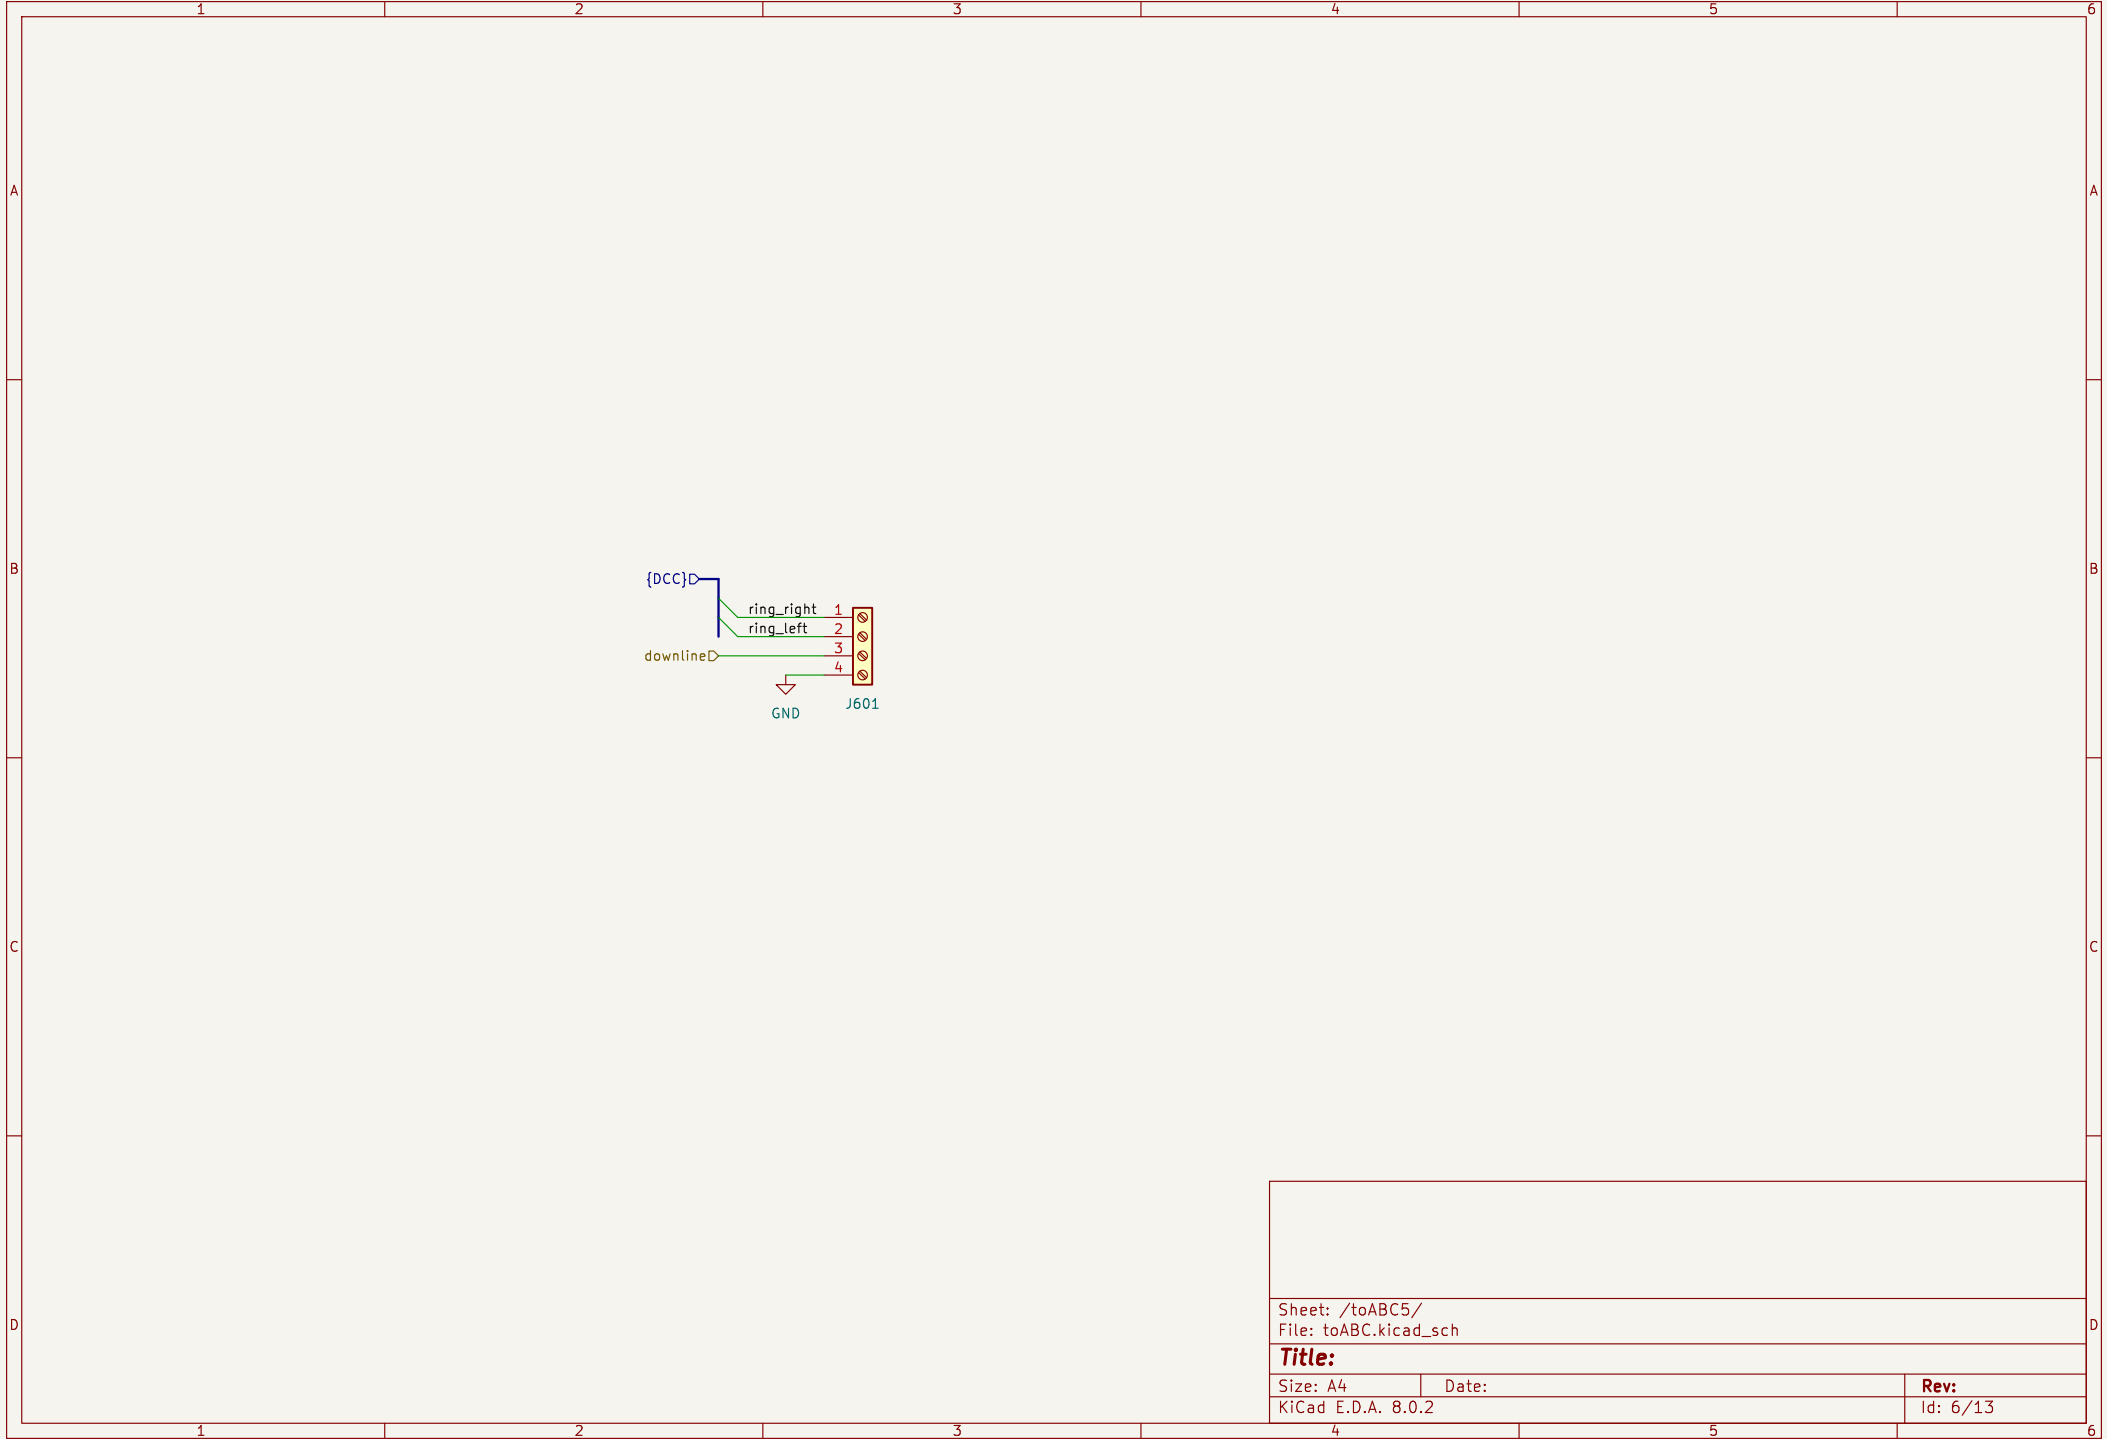 1 2 3 4 5 6
A A
{DCC}
B B
ring_right 1
ring_left 2
downline 3
4
J601
GND
C C
Sheet: /toABC5/
D D
File: toABC.kicad_sch
Title:
Size: A4 Date: Rev:
KiCad E.D.A. 8.0.2 Id: 6/13
1 2 3 4 5 6